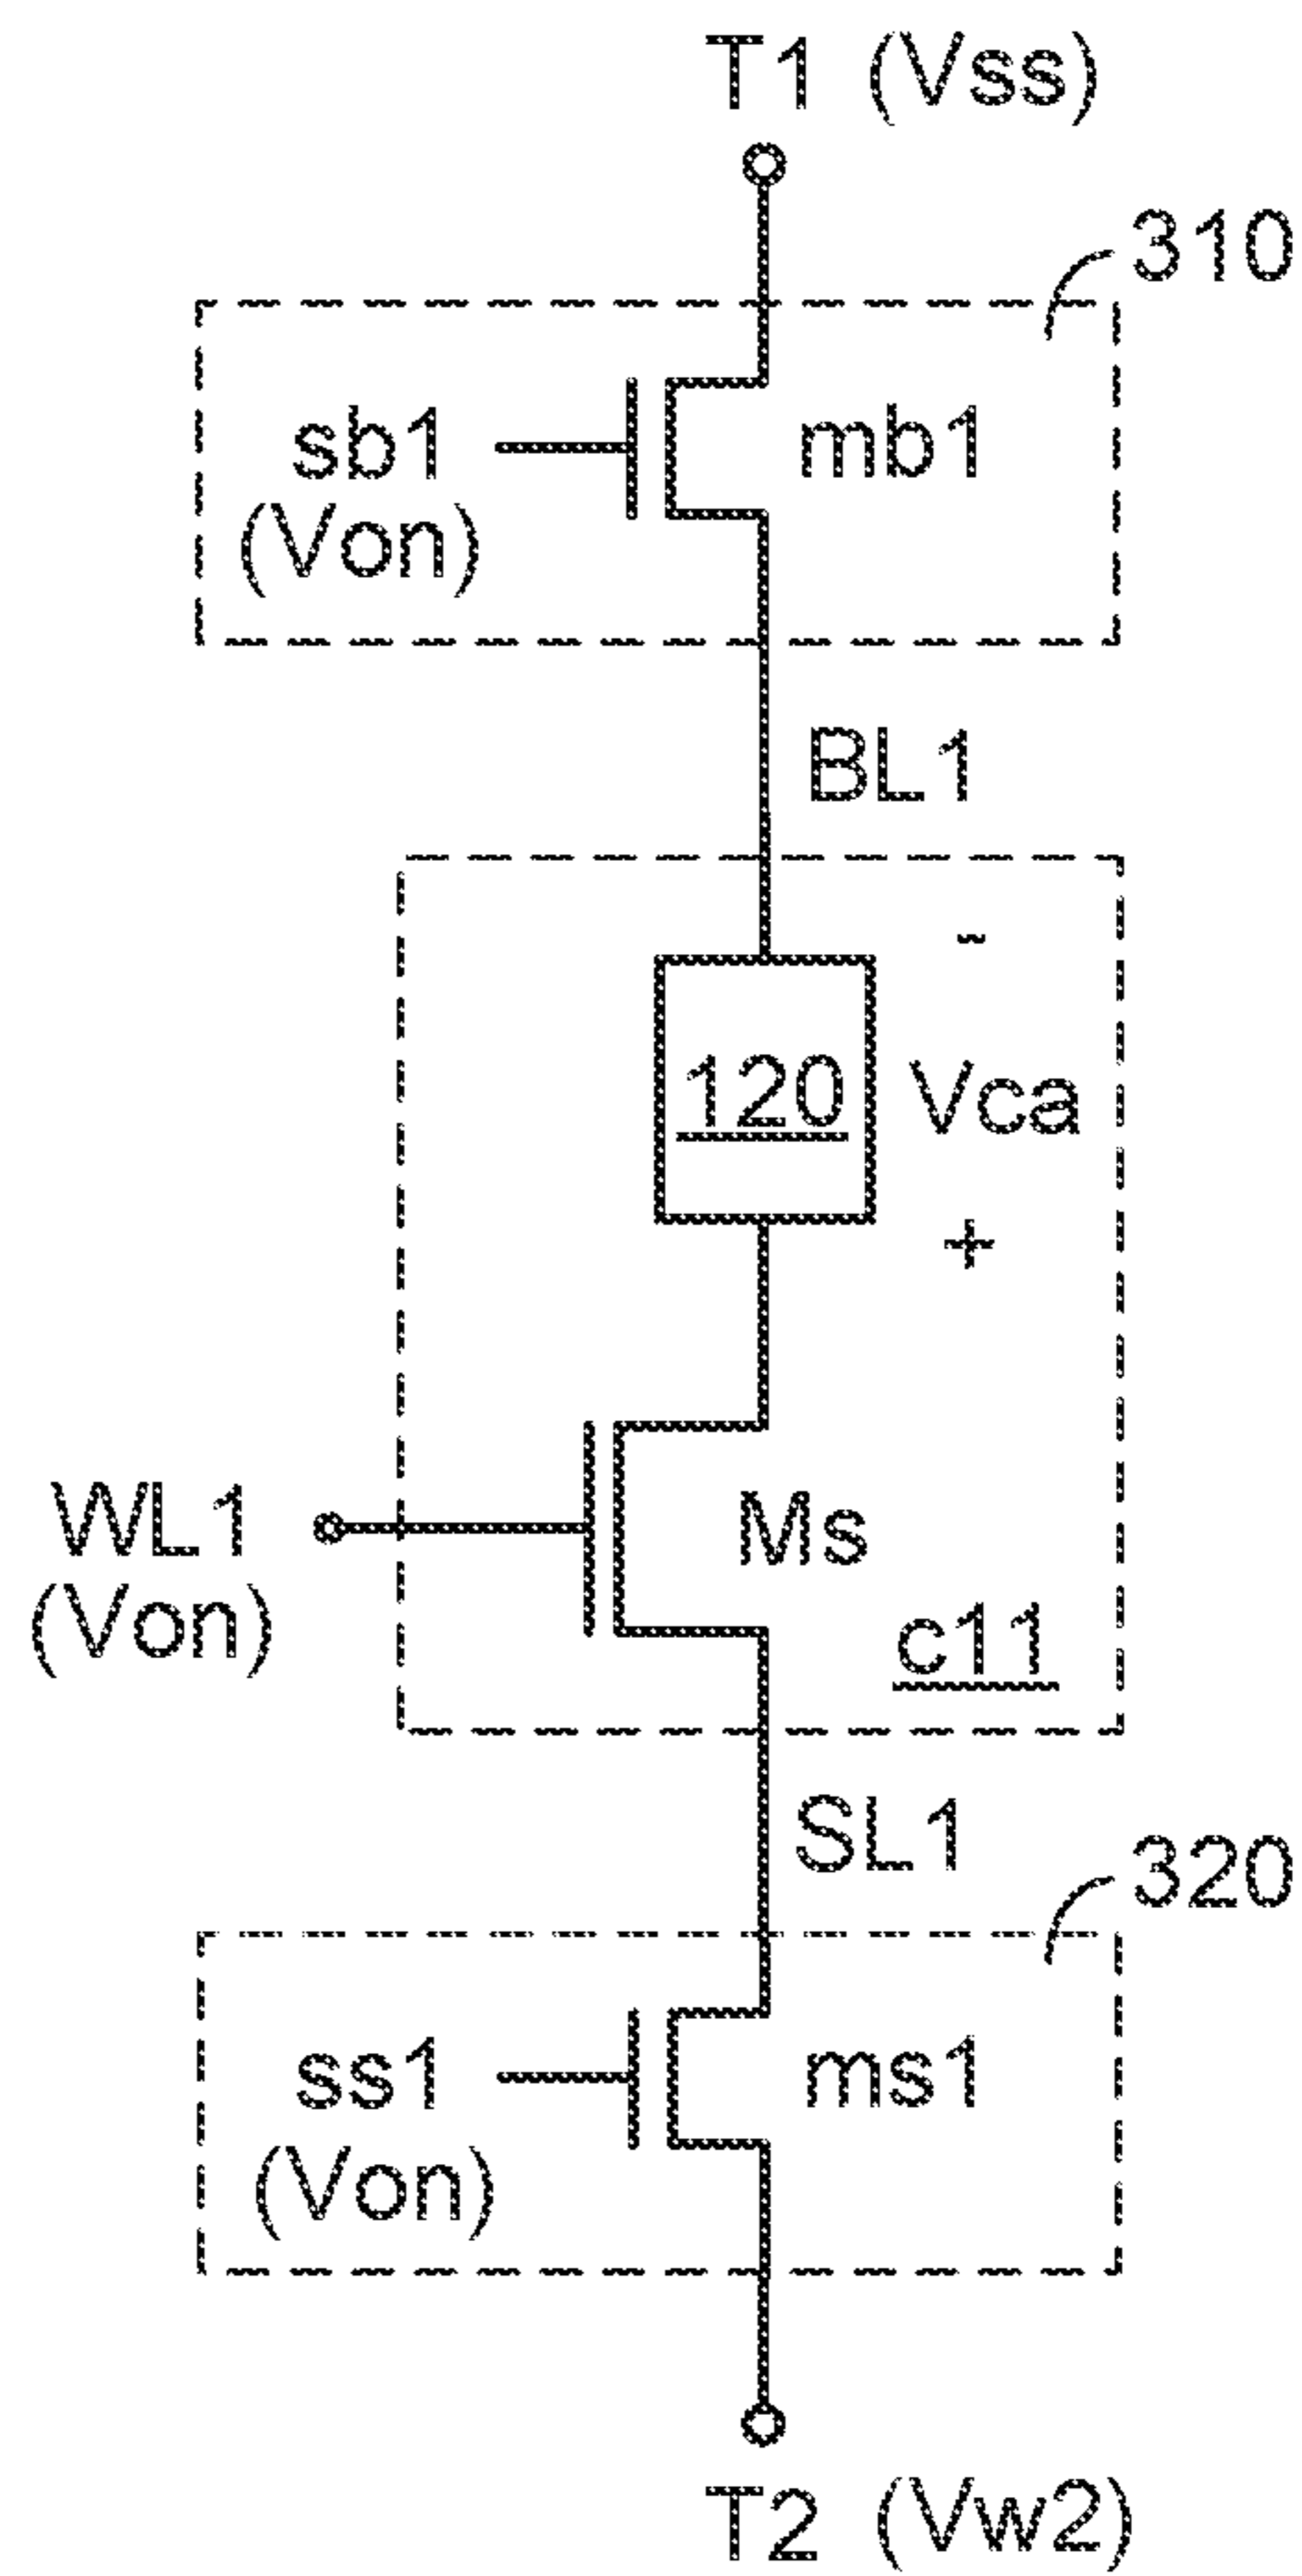 T1 (Vss)
310
sb1
(Von)
mb1
BL1
-
120
Vca
+
WL1
(Von)
Ms
c11
SL1
320
ss1
(Von)
ms1
T2 (Vw2)